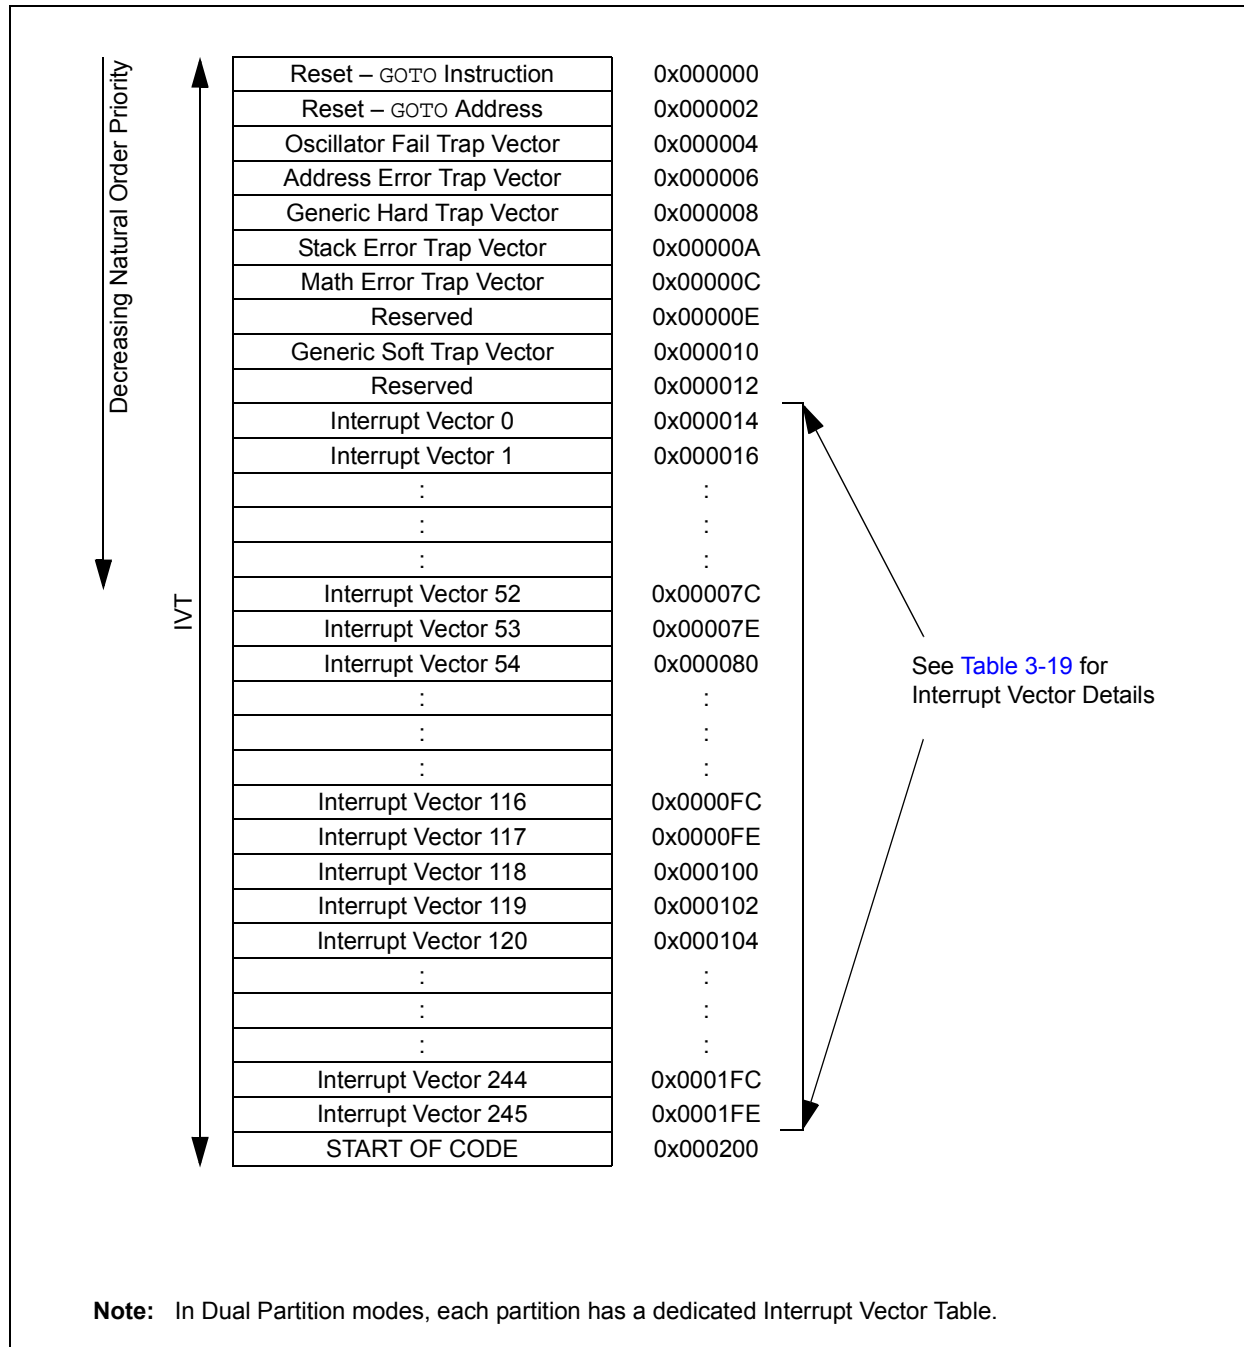 Decreasing Natural Order Priority
IVT
Reset – GOTO Instruction 0x000000
Reset – GOTO Address 0x000002
Oscillator Fail Trap Vector 0x000004
Address Error Trap Vector 0x000006
Generic Hard Trap Vector 0x000008
Stack Error Trap Vector 0x00000A
Math Error Trap Vector 0x00000C
Reserved 0x00000E
Generic Soft Trap Vector 0x000010
Reserved 0x000012
Interrupt Vector 0 0x000014
Interrupt Vector 1 0x000016
: :
: :
: :
Interrupt Vector 52 0x00007C
Interrupt Vector 53 0x00007E
Interrupt Vector 54 0x000080
: :
: :
: :
Interrupt Vector 116 0x0000FC
Interrupt Vector 117 0x0000FE
Interrupt Vector 118 0x000100
Interrupt Vector 119 0x000102
Interrupt Vector 120 0x000104
: :
: :
: :
Interrupt Vector 244 0x0001FC
Interrupt Vector 245 0x0001FE
START OF CODE 0x000200
See Table 3-19 for
Interrupt Vector Details
Note: In Dual Partition modes, each partition has a dedicated Interrupt Vector Table.